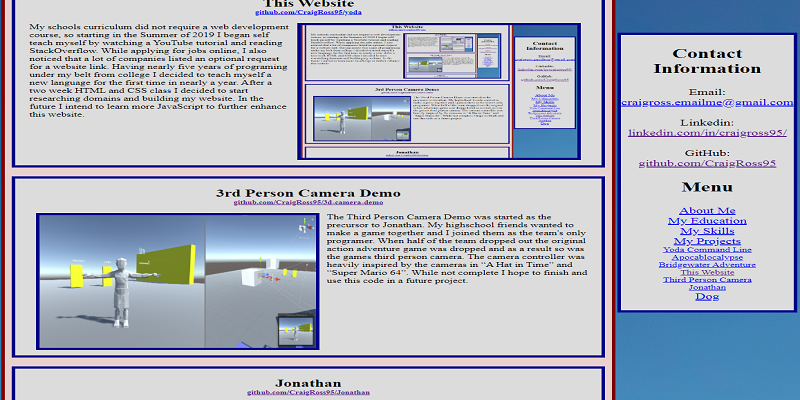 This Website
github.com/CraigRoss95/yoda
My schools curriculum did not require a web development
course, so starting in the Summer of 2019 I began self
teach myself by watching a YouTube tutorial and reading
StackOverflow. While applying for jobs online, I also
noticed that a lot of companies listed an optional request
for a website link. Having nearly five years of programing
under my belt from college I decided to teach myself a
new language for the first time in nearly a year. After a
two week HTML and CSS class I decided to start
researching domains and building my website. In the
future I intend to learn more JavaScript to further enhance
this website.
This Website
3rd Person Camera Demo
Jonathan
Contact
Information
Menu
3rd Person Camera Demo
github.com/CraigRoss95/3d-camera-demo
The Third Person Camera Demo was started as the
precursor to Jonathan. My highschool friends wanted to
make a game together and I joined them as the team's only
programer. When half of the team dropped out the original
action adventure game was dropped and as a result so was
the games third person camera. The camera controller was
heavily inspired by the cameras in “A Hat in Time” and
“Super Mario 64”. While not complete I hope to finish and
use this code in a future project.
Jonathan
github.com/CraigRoss95/Jonathan
Contact
Information
Email:
craigross.emailme@gmail.com
Linkedin:
linkedin.com/in/craigross95/
GitHub:
github.com/CraigRoss95
Menu
About Me
My Education
My Skills
My Projects
Yoda Command Line
Apocablocalypse
Bridgewater Adventure
This Website
Third Person Camera
Jonathan
Dog